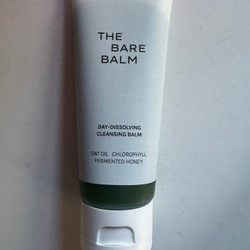 THE
BARE
BALM
DAY-DISSOLVING
CLEANSING BALM
OAT OIL CHLOROPHYLL
FERMENTED HONEY